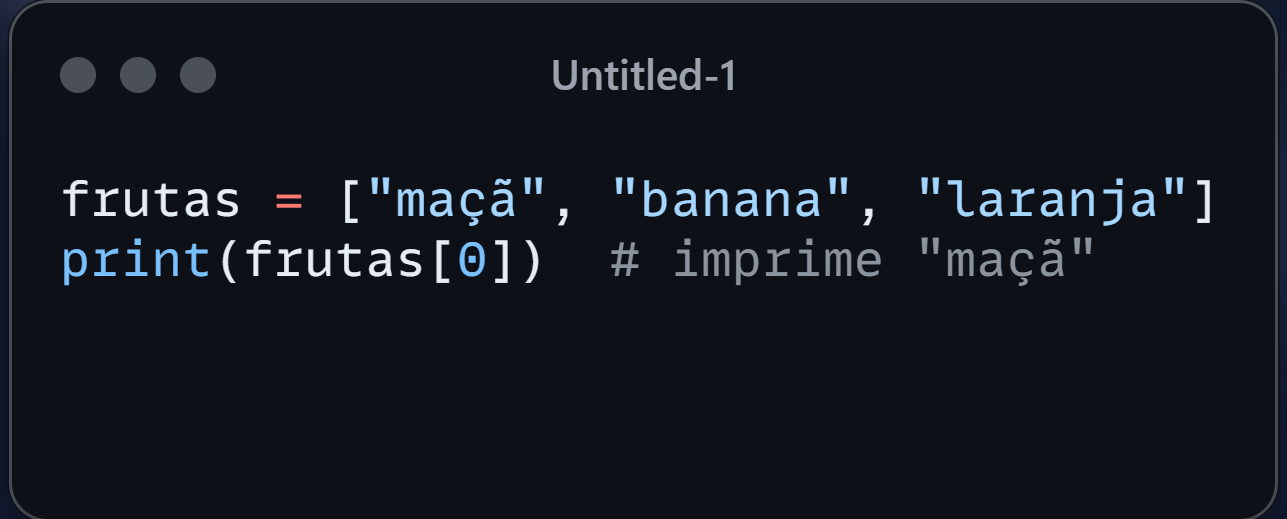 Untitled-1
frutas = ["maçã", "banana", "laranja"]
print(frutas[0])  # imprime "maçã"